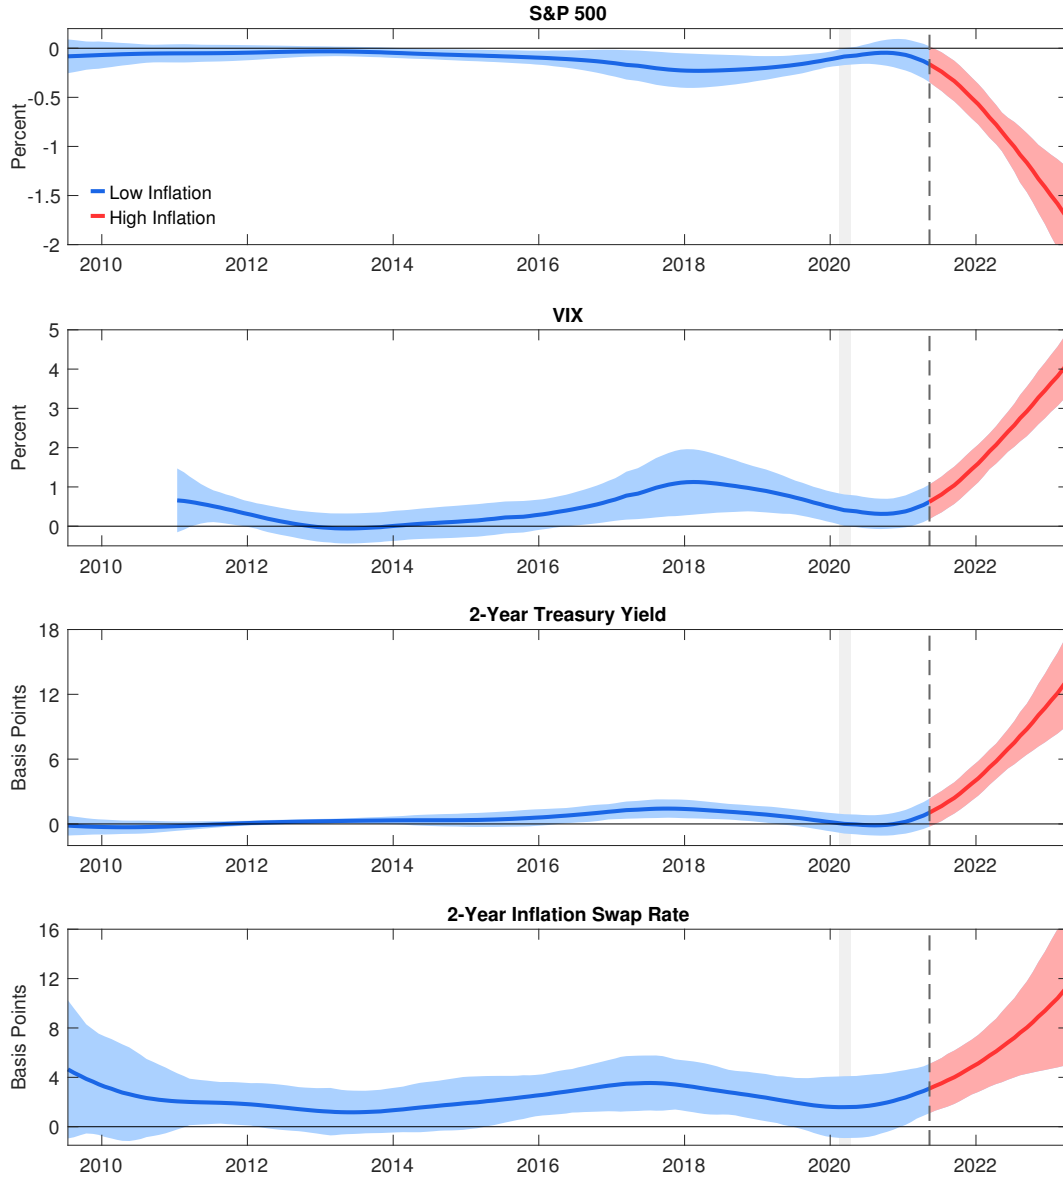 S&P 500
0
-0.5
-1
-1.5
-2
Percent
Low Inflation
High Inflation
2010 2012 2014 2016 2018 2020 2022
VIX
5
4
3
2
1
0
Percent
2010 2012 2014 2016 2018 2020 2022
2-Year Treasury Yield
18
12
6
0
Basis Points
2010 2012 2014 2016 2018 2020 2022
2-Year Inflation Swap Rate
16
12
8
4
0
Basis Points
2010 2012 2014 2016 2018 2020 2022